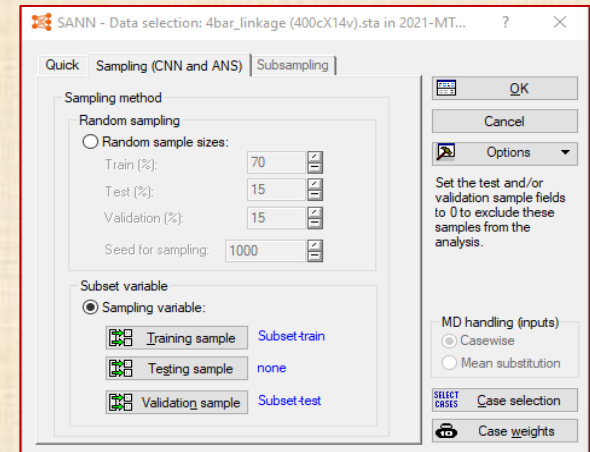 SANN - Data selection: 4bar_linkage (400cX14v).sta in 2021-MT... ? ×
Quick Sampling (CNN and ANS) Subsampling
Sampling method
Random sampling
Random sample sizes:
Train (%): 70
Test (%): 15
Validation (%): 15
Seed for sampling: 1000
Subset variable
Sampling variable:
Training sample Subset-train
Testing sample none
Validation sample Subset-test
OK
Cancel
Options
Set the test and/or
validation sample fields
to 0 to exclude these
samples from the
analysis.
MD handling (inputs)
Casewise
Mean substitution
SELECT
CASES Case selection
Case weights